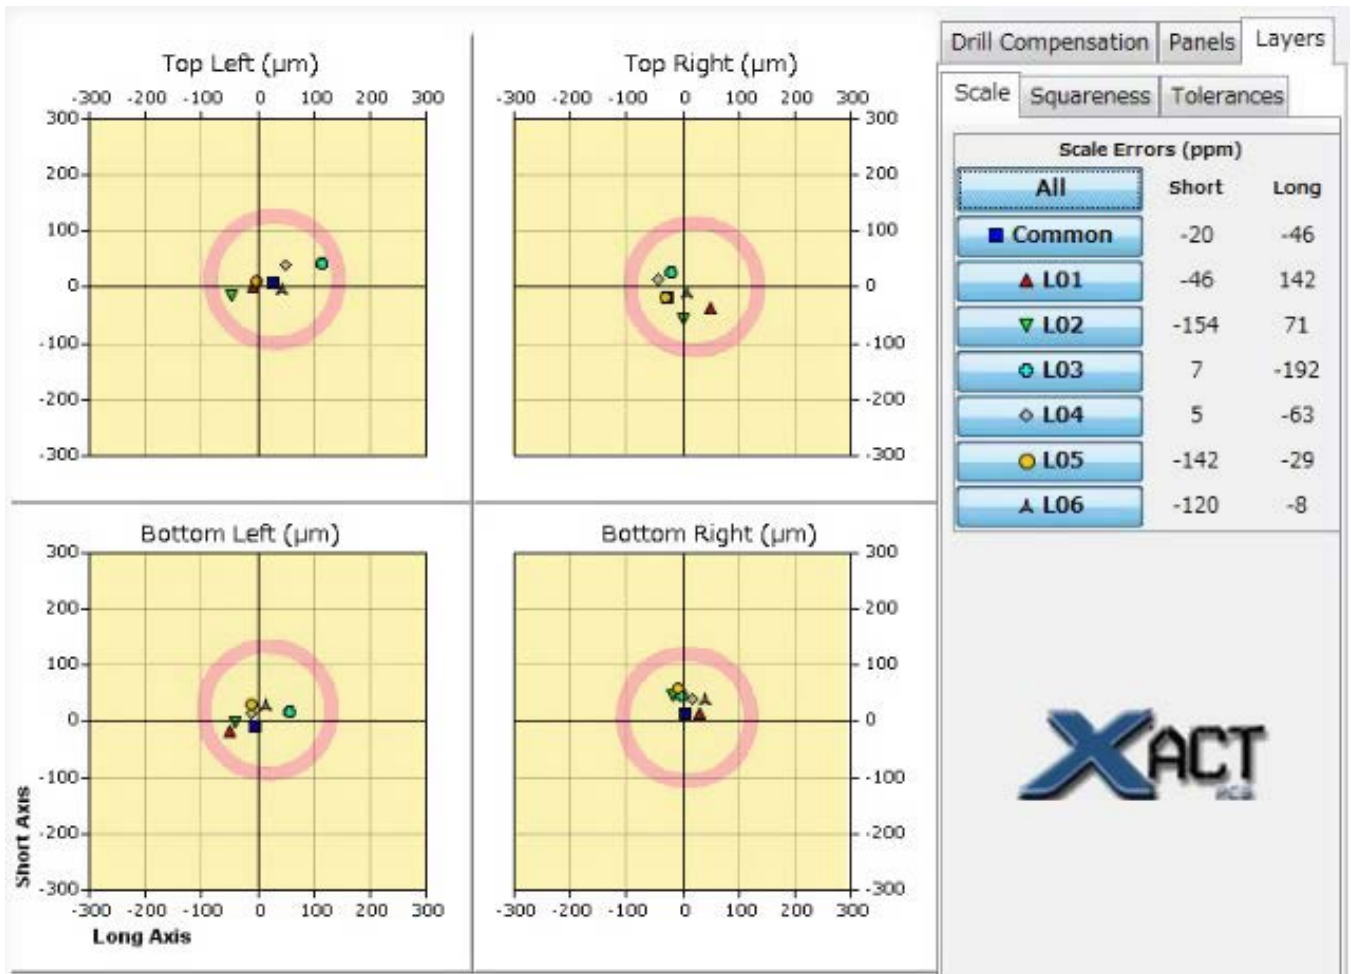 Top Left (µm)
-300 -200 -100 0 100 200 300
300
200
100
0
-100
-200
-300
Top Right (µm)
-300 -200 -100 0 100 200 300
300
200
100
0
-100
-200
-300
Bottom Left (µm)
300
200
100
0
-100
-200
-300
-300 -200 -100 0 100 200 300
Short Axis
Long Axis
Bottom Right (µm)
300
200
100
0
-100
-200
-300
-300 -200 -100 0 100 200 300
Drill Compensation Panels Layers
Scale Squareness Tolerances
Scale Errors (ppm)
All Short Long
Common -20 -46
L01 -46 142
L02 -154 71
L03 7 -192
L04 5 -63
L05 -142 -29
L06 -120 -8
XACT
PCB